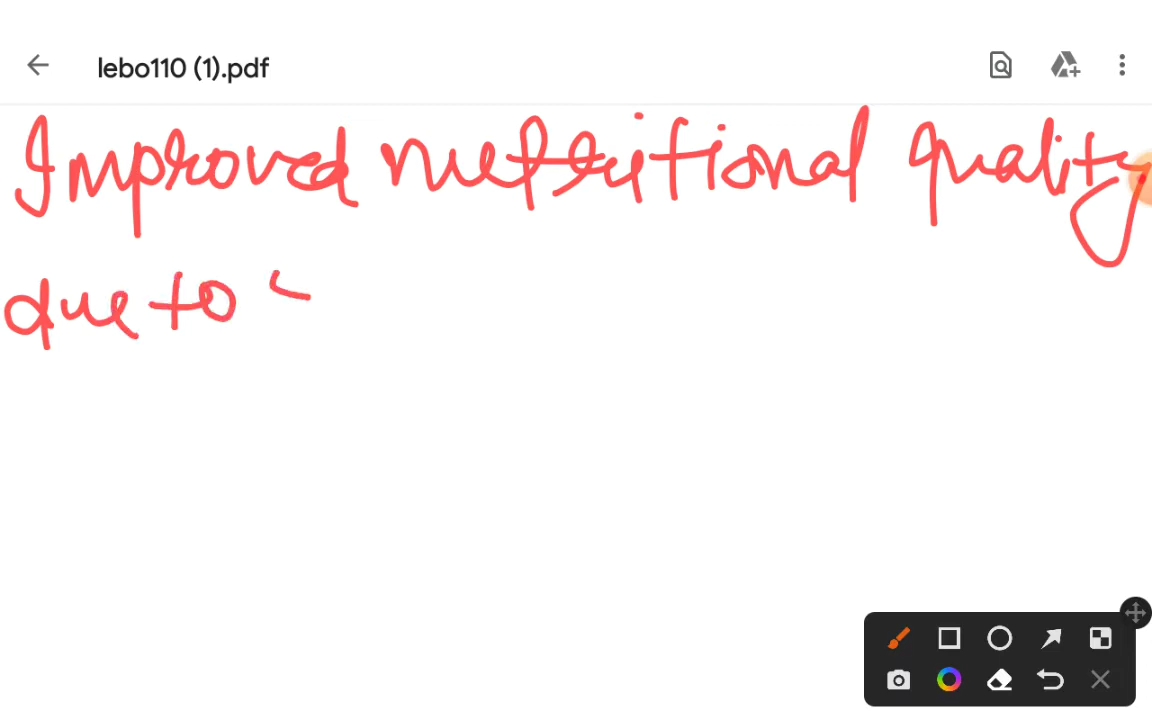 lebo110 (1).pdf
Improved nutritional quality
due to